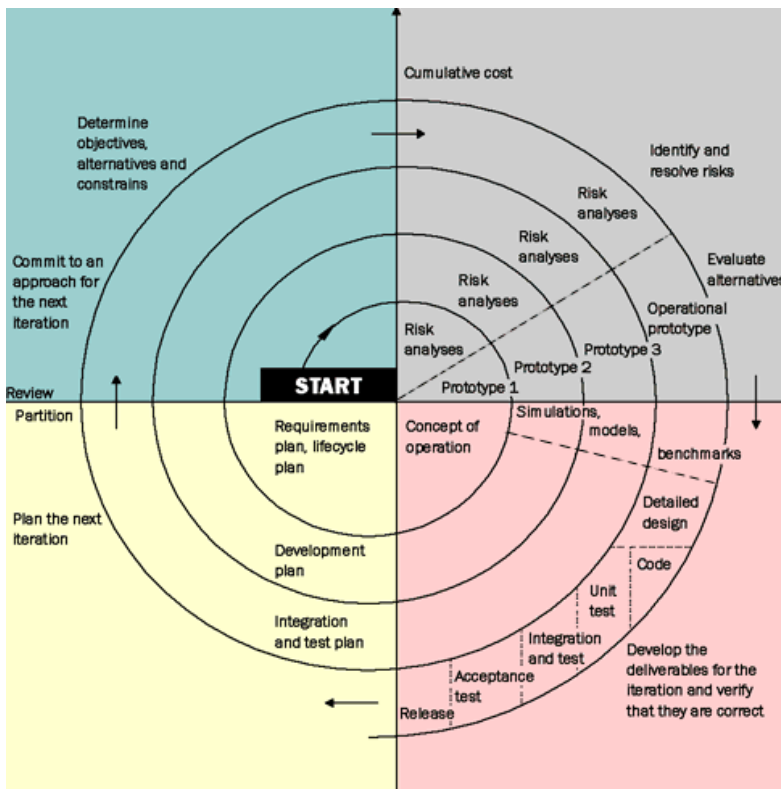 Cumulative cost
Determine
objectives,
alternatives and
constrains
Identify and
resolve risks
Risk
analyses
Risk
analyses
Commit to an
approach for
the next
iteration
Evaluate
alternatives
Risk
analyses
Operational
prototype
Risk
analyses
Prototype 3
Prototype 2
START
Prototype 1
Review
Partition
Requirements
plan, lifecycle
plan
Concept of
operation
Simulations,
models,
benchmarks
Plan the next
iteration
Detailed
design
Development
plan
Code
Unit
test
Integration
and test plan
Integration
and test
Develop the
deliverables for the
iteration and verify
that they are correct
Acceptance
test
Release